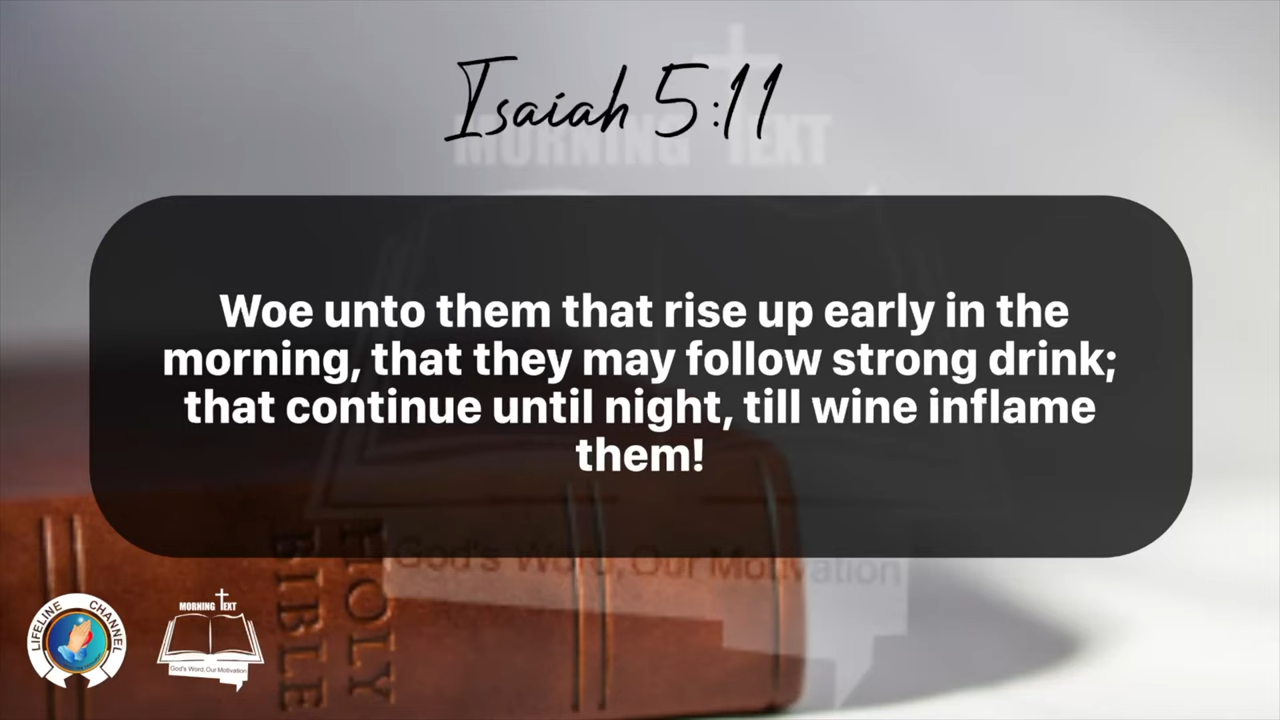 Isaiah 5:11
MORNING TEXT
Woe unto them that rise up early in the
morning, that they may follow strong drink;
that continue until night, till wine inflame
them!
God's Word, Our Motivation
HOLY
BIBLE
LIFELINE CHANNEL
MORNING TEXT
God's Word, Our Motivation